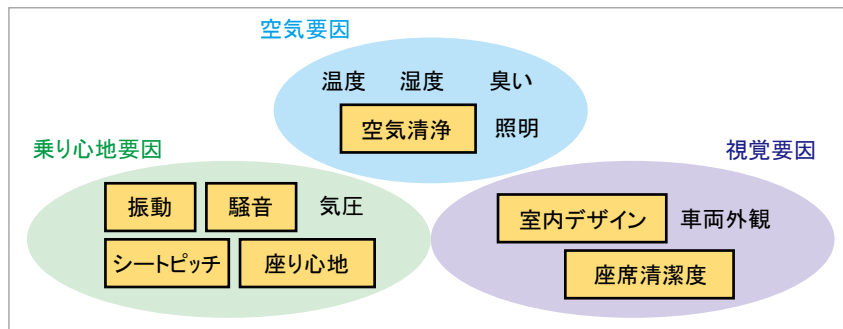 空気要因
温度 湿度 臭い
空気清浄 照明
乗り心地要因
振動 騒音 気圧
シートピッチ 座り心地
視覚要因
室内デザイン 車両外観
座席清潔度